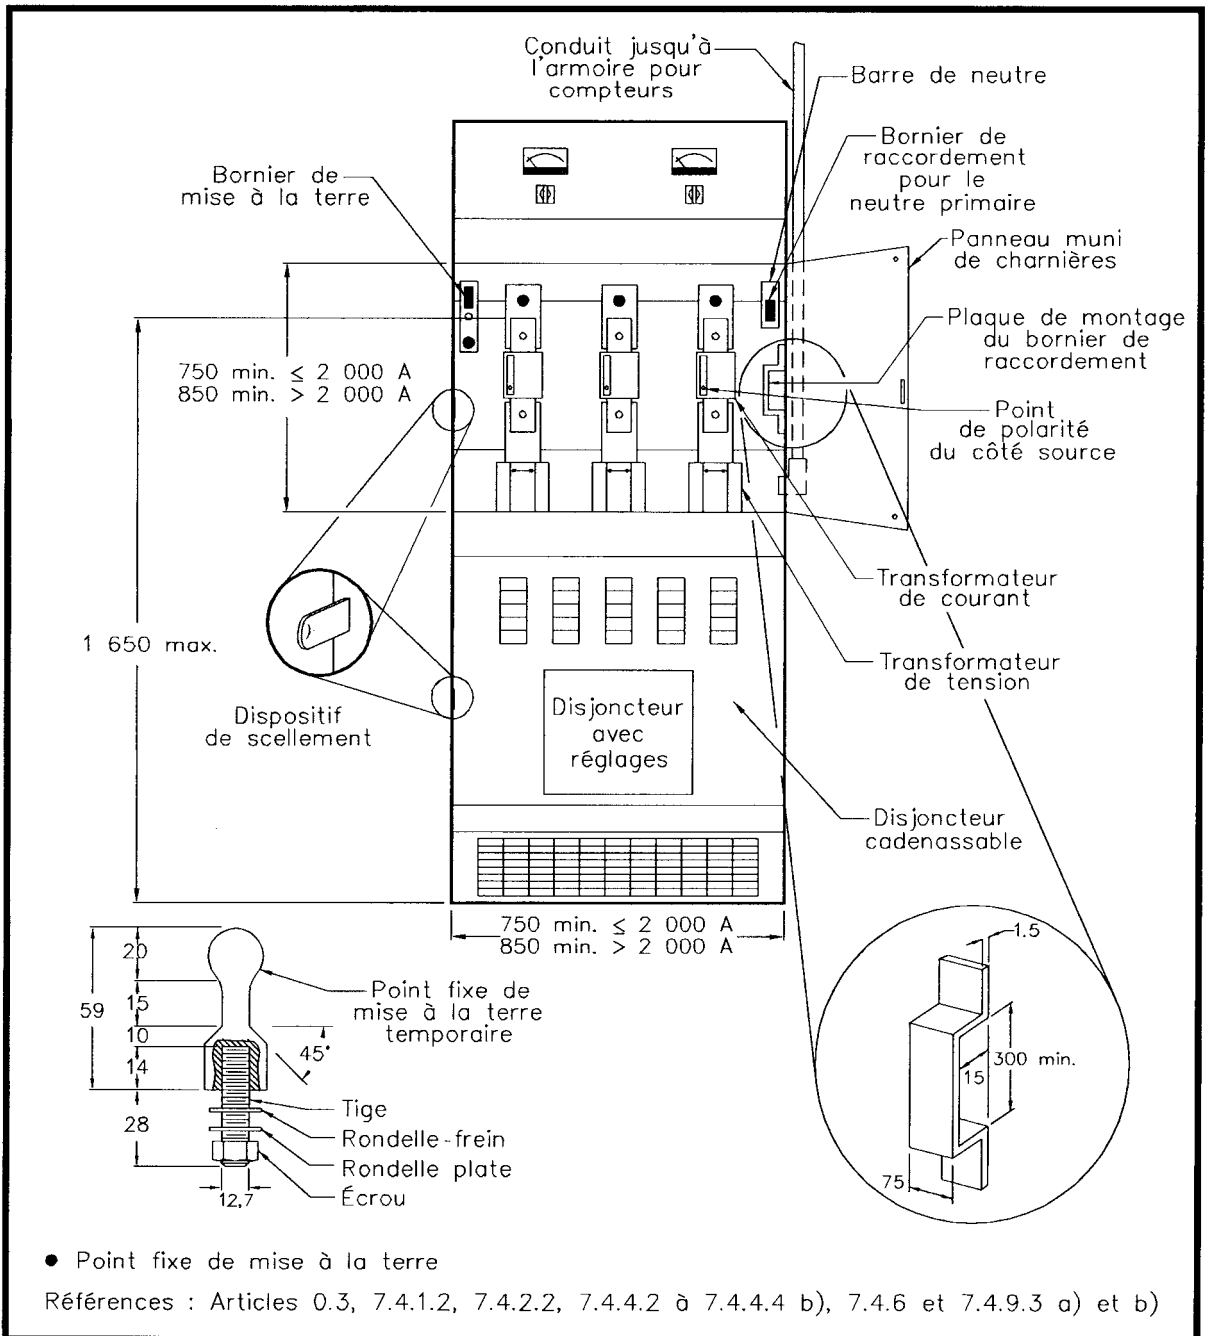 Conduit jusqu'à
l'armoire pour
compteurs
Barre de neutre
Bornier de
raccordement
pour le
neutre primaire
Bornier de
mise à la terre
Panneau muni
de charnières
Plaque de montage
du bornier de
raccordement
750 min. ≤ 2 000 A
850 min. > 2 000 A
Point
de polarité
du côté source
Transformateur
de courant
1 650 max.
Transformateur
de tension
Dispositif
de scellement
Disjoncteur
avec
réglages
Disjoncteur
cadenassable
750 min. ≤ 2 000 A
850 min. > 2 000 A
1.5
300 min.
15
75
20
15
59
10
14
28
45°
12,7
Point fixe de
mise à la terre
temporaire
Tige
Rondelle-frein
Rondelle plate
Écrou
● Point fixe de mise à la terre
Références : Articles 0.3, 7.4.1.2, 7.4.2.2, 7.4.4.2 à 7.4.4.4 b), 7.4.6 et 7.4.9.3 a) et b)